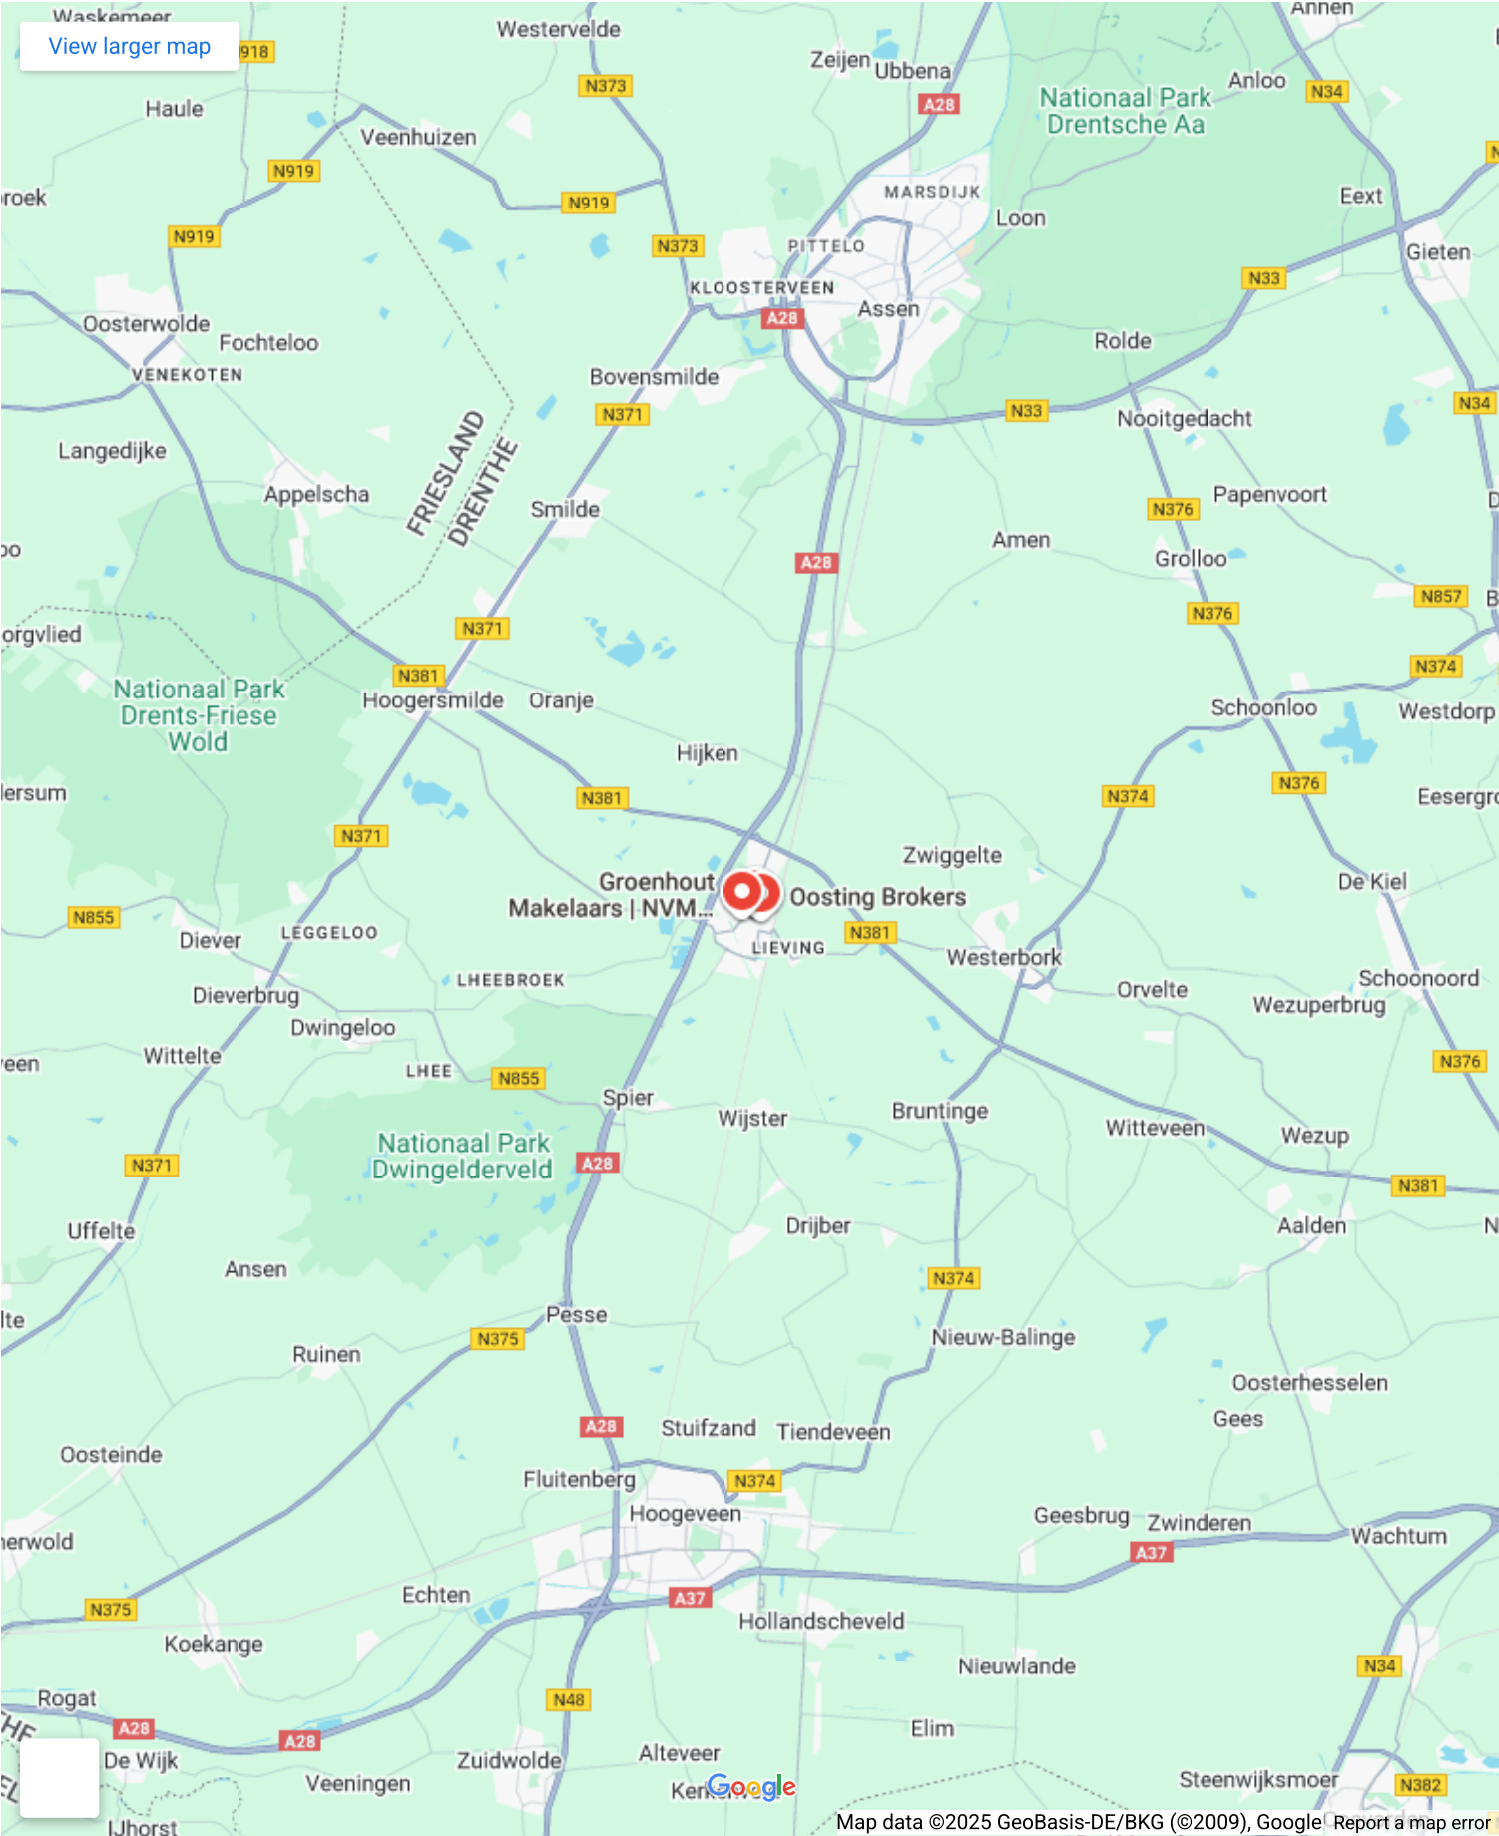 Waskemeer
View larger map
N918
Westervelde
Annen
Zeijen
Ubbena
Anloo
N373
A28
Nationaal Park
Drentsche Aa
N34
Haule
Veenhuizen
N919
N919
MARSDIJK
Eext
Loon
N919
N373
PITTELO
Gieten
N33
KLOOSTERVEEN
A28
Assen
Oosterwolde
Fochteloo
Rolde
VENEKOTEN
Bovensmilde
N371
N33
N34
Nooitgedacht
Langedijke
FRIESLAND
DRENTHE
Appelscha
Smilde
Papenvoort
N376
Amen
Grolloo
A28
N857
N376
orgvlied
N371
N374
N381
Nationaal Park
Drents-Friese
Wold
Hoogersmilde
Oranje
Schoonloo
Westdorp
Hijken
N376
dersum
N381
N374
Eesergro
N371
Zwiggelte
De Kiel
Groenhout
Makelaars | NVM...
Oosting Brokers
N855
LEGGELOO
Diever
N381
LIEVING
Westerbork
LHEEBROEK
Schoonoord
Dieverbrug
Orvelte
Wezuperbrug
Dwingeloo
Wittelte
veen
LHEE
N855
N376
Spier
Wijster
Bruntinge
Witteveen
Wezup
Nationaal Park
Dwingelderveld
A28
N371
N381
Uffelte
Drijber
Aalden
Ansen
N374
lte
Pesse
N375
Nieuw-Balinge
Ruinen
Oosterhesselen
Gees
A28
Stuifzand
Tiendeveen
Oosteinde
Fluitenberg
N374
Hoogeveen
Geesbrug
Zwinderen
Wachtum
A37
nerwold
Echten
A37
N375
Hollandscheveld
Koekange
Nieuwlande
N34
Rogat
N48
A28
A28
Elim
De Wijk
Zuidwolde
Alteveer
Veeningen
Google
Steenwijksmoer
N382
IJhorst
Map data ©2025 GeoBasis-DE/BKG (©2009), Google
Report a map error